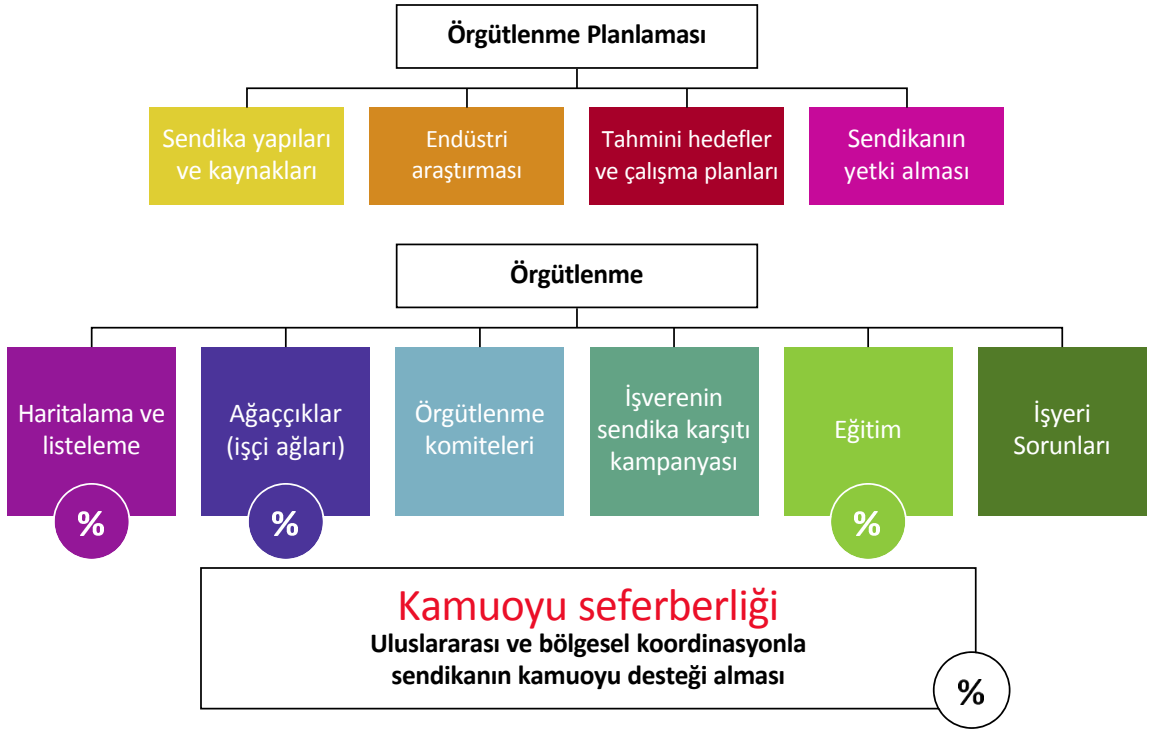 Örgütlenme Planlaması
Sendika yapıları
ve kaynakları
Endüstri
araştırması
Tahmini hedefler
ve çalışma planları
Sendikanın
yetki alması
Örgütlenme
Haritalama ve
listeleme
%
Ağaççıklar
(işçi ağları)
%
Örgütlenme
komiteleri
İşverenin
sendika karşıtı
kampanyası
Eğitim
%
İşyeri
Sorunları
Kamuoyu seferberliği
Uluslararası ve bölgesel koordinasyonla
sendikanın kamuoyu desteği alması
%